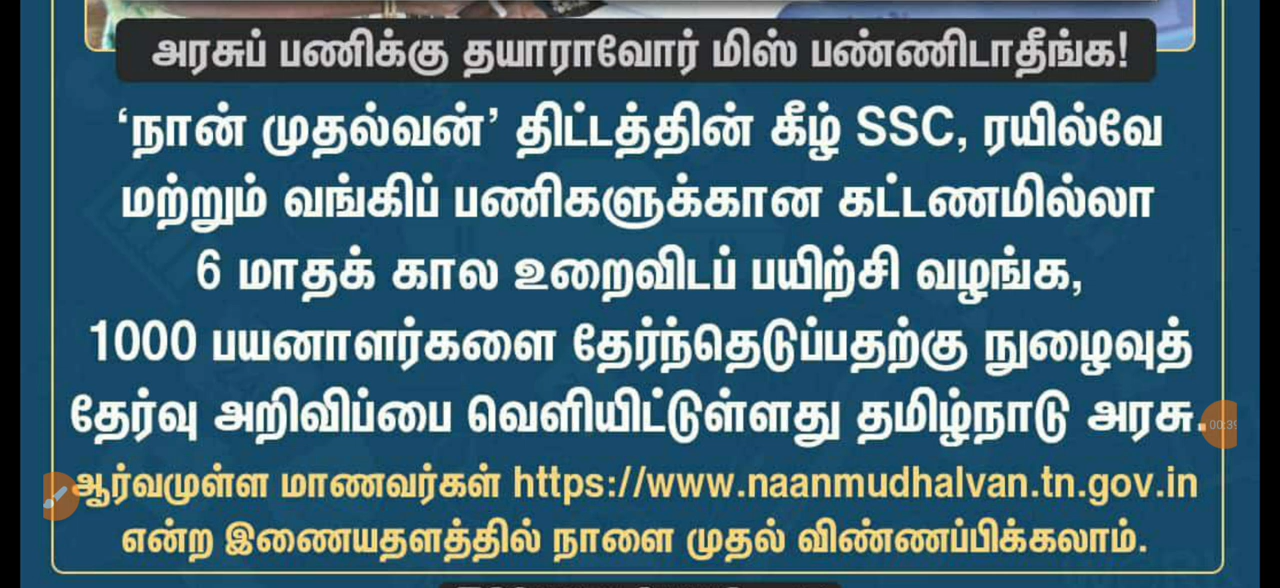 அரசுப் பணிக்கு தயாராவோர் மிஸ் பண்ணிடாதீங்க!
‘நான் முதல்வன்’ திட்டத்தின் கீழ் SSC, ரயில்வே
மற்றும் வங்கிப் பணிகளுக்கான கட்டணமில்லா
6 மாதக் கால உறைவிடப் பயிற்சி வழங்க,
1000 பயனாளர்களை தேர்ந்தெடுப்பதற்கு நுழைவுத்
தேர்வு அறிவிப்பை வெளியிட்டுள்ளது தமிழ்நாடு அரசு.
00:39
ஆர்வமுள்ள மாணவர்கள் https://www.naanmudhalvan.tn.gov.in
என்ற இணையதளத்தில் நாளை முதல் விண்ணப்பிக்கலாம்.